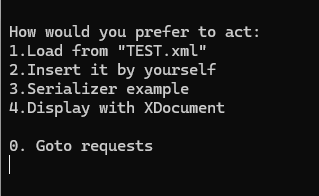 How would you prefer to act:
1.Load from "TEST.xml"
2.Insert it by yourself
3.Serializer example
4.Display with XDocument
0. Goto requests